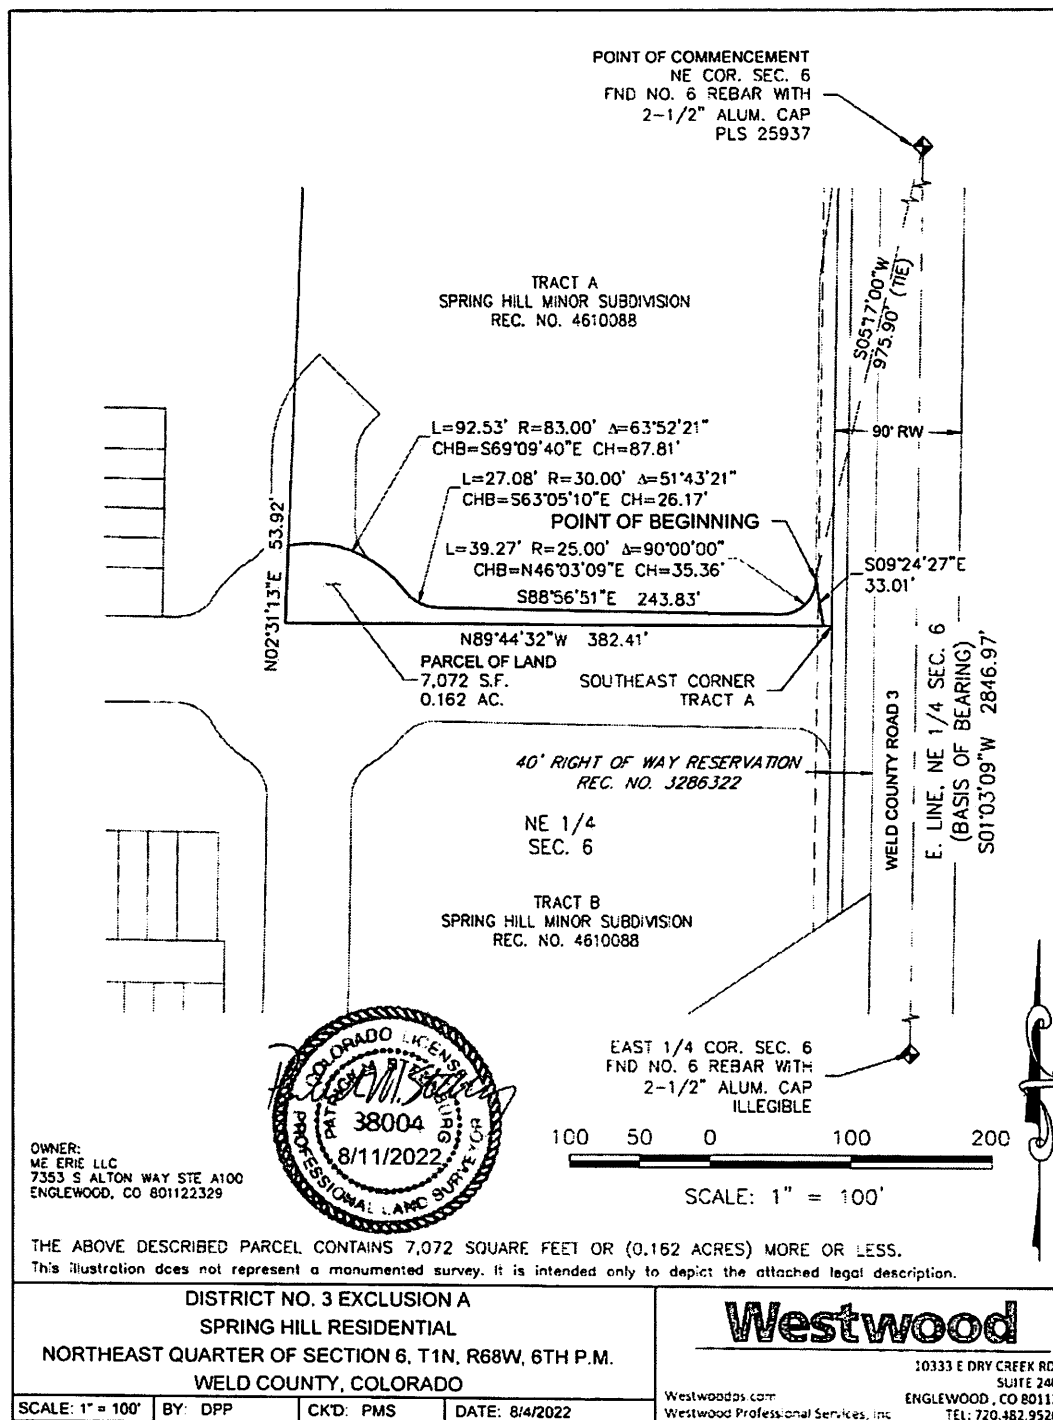 POINT OF COMMENCEMENT
NE COR. SEC. 6
FND NO. 6 REBAR WITH
2-1/2" ALUM. CAP
PLS 25937
TRACT A
SPRING HILL MINOR SUBDIVISION
REC. NO. 4610088
S05°17'00"W
975.90' (TIE)
90' RW
L=92.53' R=83.00' Δ=63°52'21"
CHB=S69°09'40"E CH=87.81'
L=27.08' R=30.00' Δ=51°43'21"
CHB=S63°05'10"E CH=26.17'
POINT OF BEGINNING
L=39.27' R=25.00' Δ=90°00'00"
CHB=N46°03'09"E CH=35.36'
S88°56'51"E 243.83'
S09°24'27"E
33.01'
N02°31'13"E 53.92'
N89°44'32"W 382.41'
PARCEL OF LAND
7,072 S.F.
0.162 AC.
SOUTHEAST CORNER
TRACT A
40' RIGHT OF WAY RESERVATION
REC. NO. 3286322
WELD COUNTY ROAD 3
E. LINE, NE 1/4 SEC. 6
(BASIS OF BEARING)
S01°03'09"W 2846.97'
NE 1/4
SEC. 6
TRACT B
SPRING HILL MINOR SUBDIVISION
REC. NO. 4610088
EAST 1/4 COR. SEC. 6
FND NO. 6 REBAR WITH
2-1/2" ALUM. CAP
ILLEGIBLE
COLORADO LICENSED
PATRICK M.
38004
8/11/2022
PROFESSIONAL LAND SURVEYOR
OWNER:
ME ERIE LLC
7353 S ALTON WAY STE A100
ENGLEWOOD, CO 801122329
100 50 0 100 200
SCALE: 1" = 100'
THE ABOVE DESCRIBED PARCEL CONTAINS 7,072 SQUARE FEET OR (0.162 ACRES) MORE OR LESS.
This illustration does not represent a monumented survey. It is intended only to depict the attached legal description.
DISTRICT NO. 3 EXCLUSION A
SPRING HILL RESIDENTIAL
NORTHEAST QUARTER OF SECTION 6, T1N, R68W, 6TH P.M.
WELD COUNTY, COLORADO
SCALE: 1" = 100' BY: DPP CK'D: PMS DATE: 8/4/2022
Westwood
10333 E DRY CREEK RD
SUITE 24
ENGLEWOOD, CO 8011
TEL: 720.482.952
Westwoodps.com
Westwood Professional Services, Inc